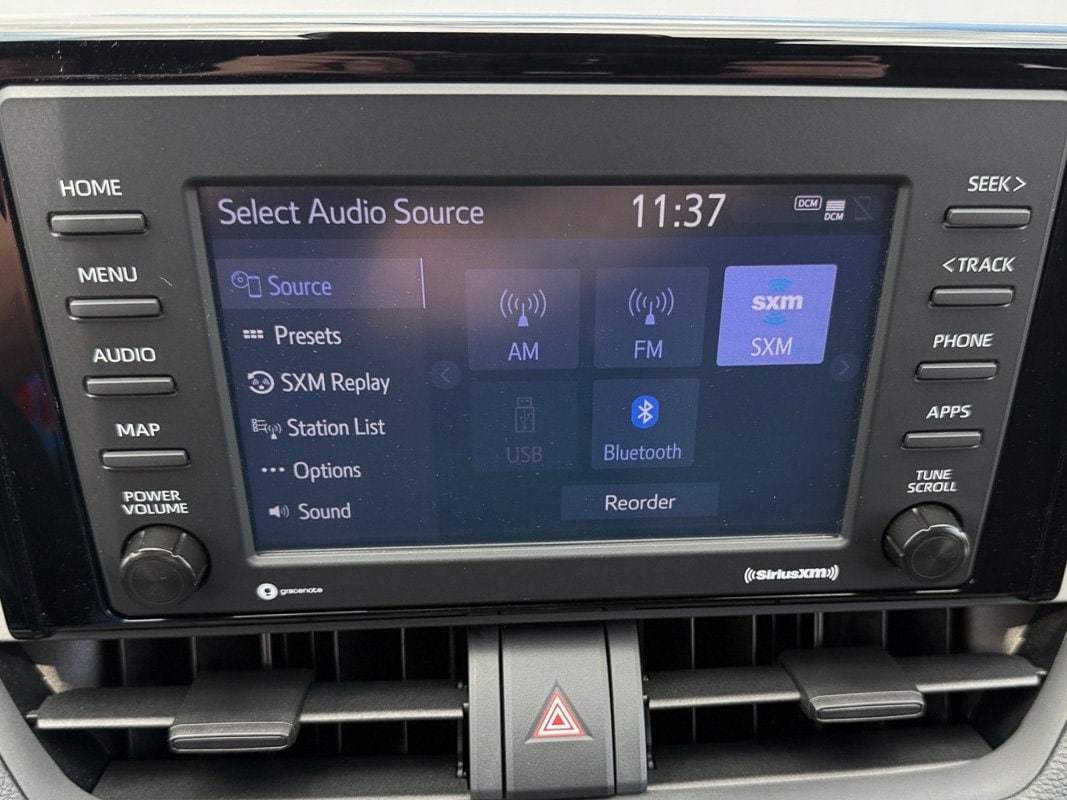 HOME
MENU
AUDIO
MAP
POWER
VOLUME
Select Audio Source
11:37
DCM
DCM
Source
Presets
SXM Replay
Station List
Options
Sound
AM
FM
sxm
SXM
USB
Bluetooth
Reorder
SEEK>
<TRACK
PHONE
APPS
TUNE
SCROLL
gracenote
((SiriusXM))